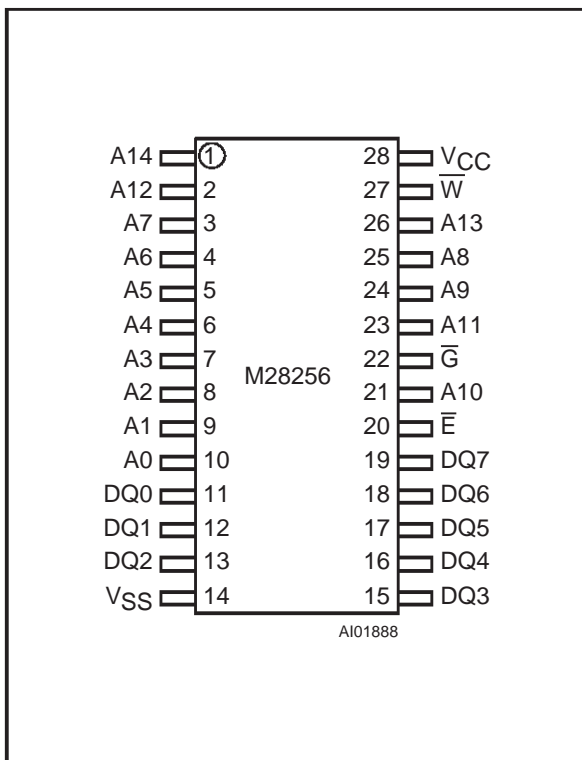 A14 1 28 V_CC
A12 2 27 W̅
A7 3 26 A13
A6 4 25 A8
A5 5 24 A9
A4 6 23 A11
A3 7 22 G̅
M28256
A2 8 21 A10
A1 9 20 E̅
A0 10 19 DQ7
DQ0 11 18 DQ6
DQ1 12 17 DQ5
DQ2 13 16 DQ4
V_SS 14 15 DQ3
AI01888